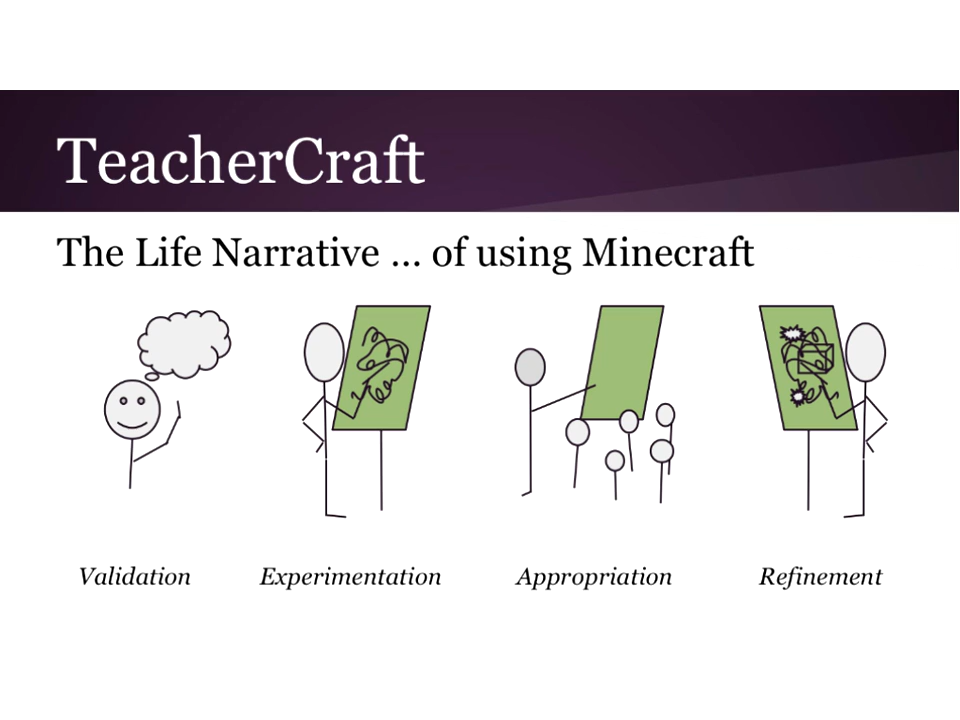 TeacherCraft
The Life Narrative ... of using Minecraft
Validation
Experimentation
Appropriation
Refinement